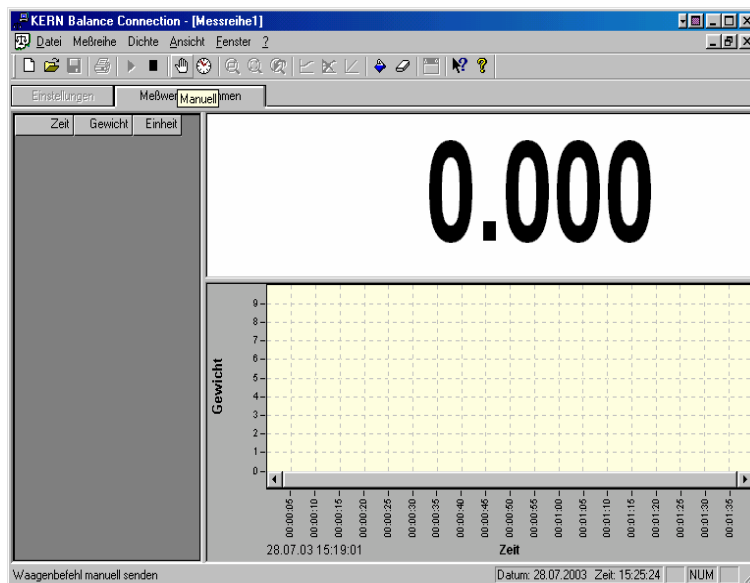 KERN Balance Connection - [Messreihe1]
Datei Meßreihe Dichte Ansicht Fenster ?
Einstellungen Meßwer Manuell hmen
Zeit Gewicht Einheit
0.000
Gewicht
9
8
7
6
5
4
3
2
1
0
00:00:05 00:00:10 00:00:15 00:00:20 00:00:25 00:00:30 00:00:35 00:00:40 00:00:45 00:00:50 00:00:55 00:01:00 00:01:05 00:01:10 00:01:15 00:01:20 00:01:25 00:01:30 00:01:35
28.07.03 15:19:01 Zeit
Waagenbefehl manuell senden Datum: 28.07.2003 Zeit: 15:25:24 NUM